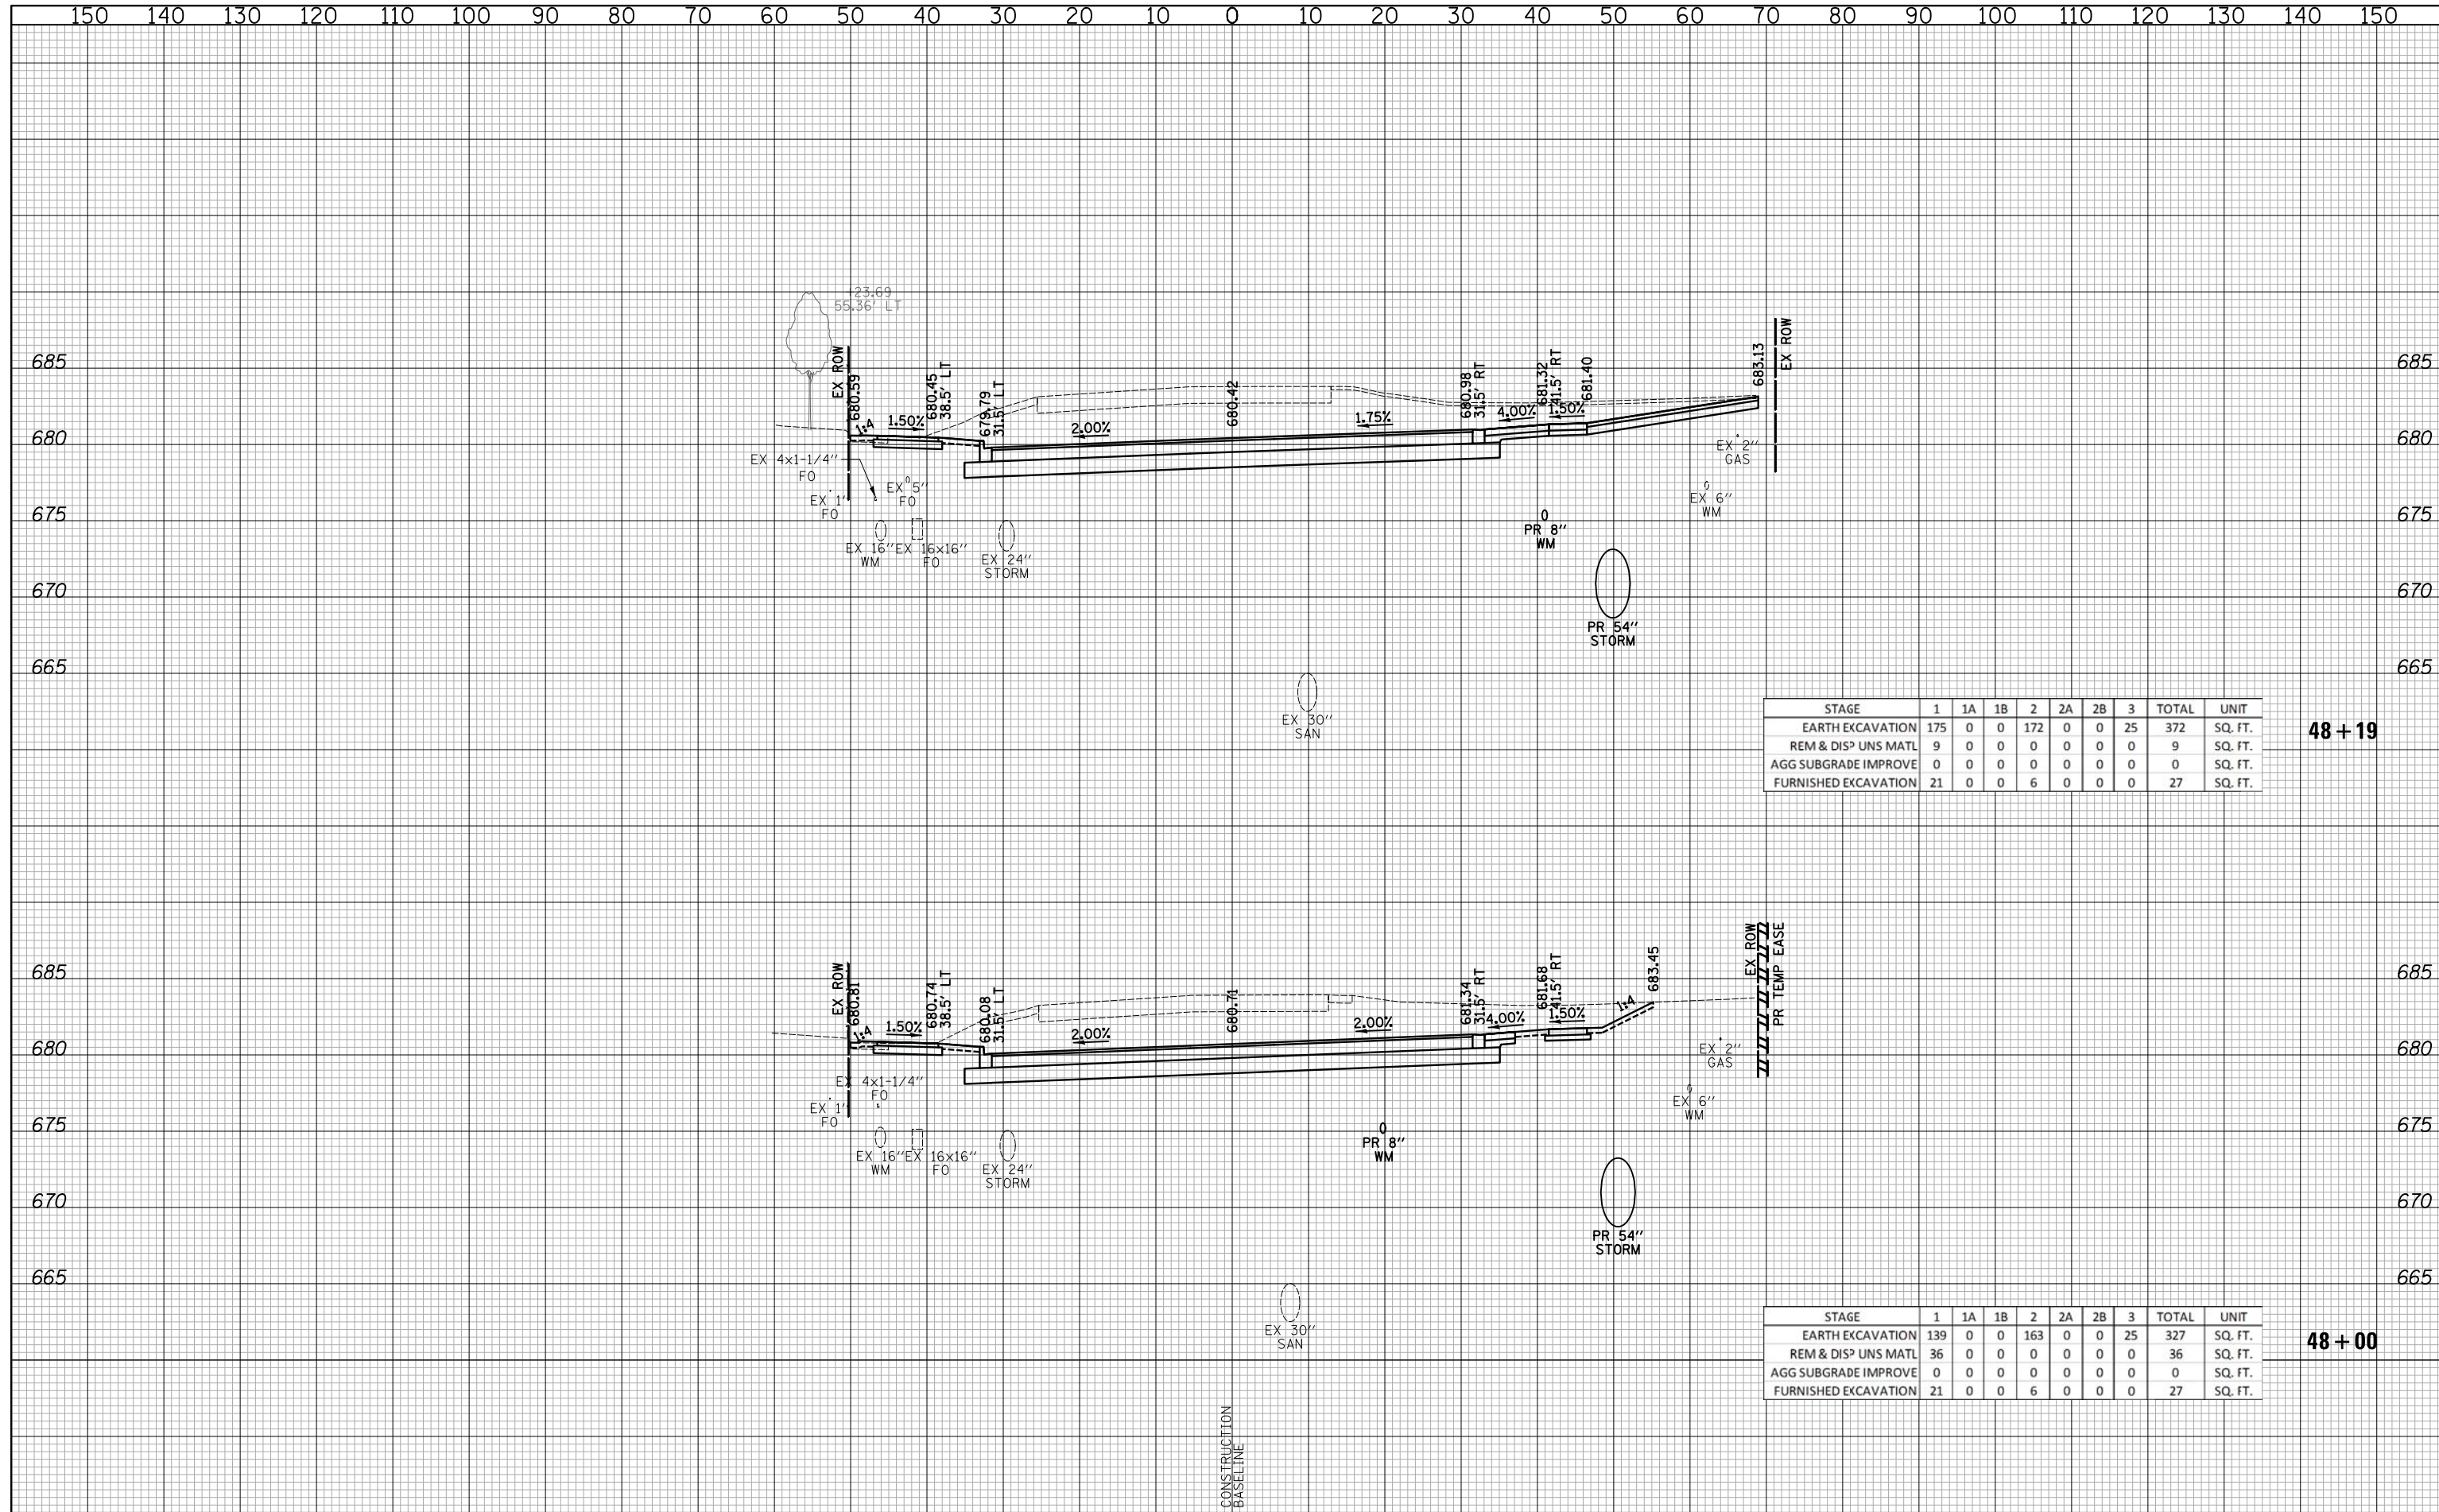 150 140 130 120 110 100 90 80 70 60 50 40 30 20 10 0 10 20 30 40 50 60 70 80 90 100 110 120 130 140 150
+23.69
55.36' LT
685
EX ROW
680.59
680.45
38.5' LT
679.79
31.5' LT
680.42
680.98
31.5' RT
681.32
41.5' RT
681.40
683.13
EX ROW
685
1:4
1.50%
2.00%
1.75%
4.00%
1.50%
680
680
EX 4x1-1/4"
FO
EX 5"
FO
EX 1"
FO
EX 2"
GAS
EX 6"
WM
675
675
EX 16"
WM
EX 16x16"
FO
EX 24"
STORM
PR 8"
WM
670
670
PR 54"
STORM
665
665
EX 30"
SAN
STAGE 1 1A 1B 2 2A 2B 3 TOTAL UNIT
EARTH EXCAVATION 175 0 0 172 0 0 25 372 SQ. FT.
REM & DISP UNS MATL 9 0 0 0 0 0 0 9 SQ. FT.
AGG SUBGRADE IMPROVE 0 0 0 0 0 0 0 0 SQ. FT.
FURNISHED EXCAVATION 21 0 0 6 0 0 0 27 SQ. FT.
48+19
685
EX ROW
680.81
680.74
38.5' LT
680.08
31.5' LT
680.71
681.34
31.5' RT
681.68
41.5' RT
683.45
EX ROW
PR TEMP EASE
685
1:4
1.50%
2.00%
2.00%
4.00%
1.50%
1:4
680
680
EX 4x1-1/4"
FO
EX 1"
FO
EX 2"
GAS
EX 6"
WM
675
675
EX 16"
WM
EX 16x16"
FO
EX 24"
STORM
PR 8"
WM
670
670
PR 54"
STORM
665
665
EX 30"
SAN
STAGE 1 1A 1B 2 2A 2B 3 TOTAL UNIT
EARTH EXCAVATION 139 0 0 163 0 0 25 327 SQ. FT.
REM & DISP UNS MATL 36 0 0 0 0 0 0 36 SQ. FT.
AGG SUBGRADE IMPROVE 0 0 0 0 0 0 0 0 SQ. FT.
FURNISHED EXCAVATION 21 0 0 6 0 0 0 27 SQ. FT.
48+00
CONSTRUCTION
BASELINE